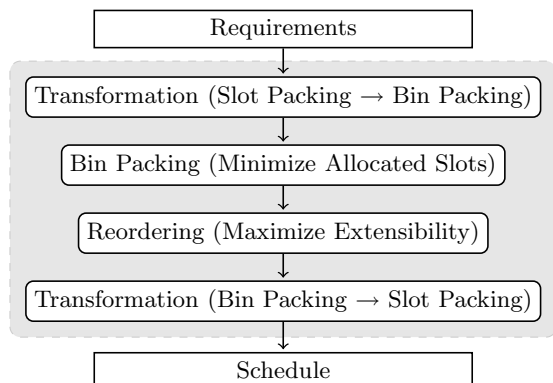 Requirements
Transformation (Slot Packing → Bin Packing)
Bin Packing (Minimize Allocated Slots)
Reordering (Maximize Extensibility)
Transformation (Bin Packing → Slot Packing)
Schedule